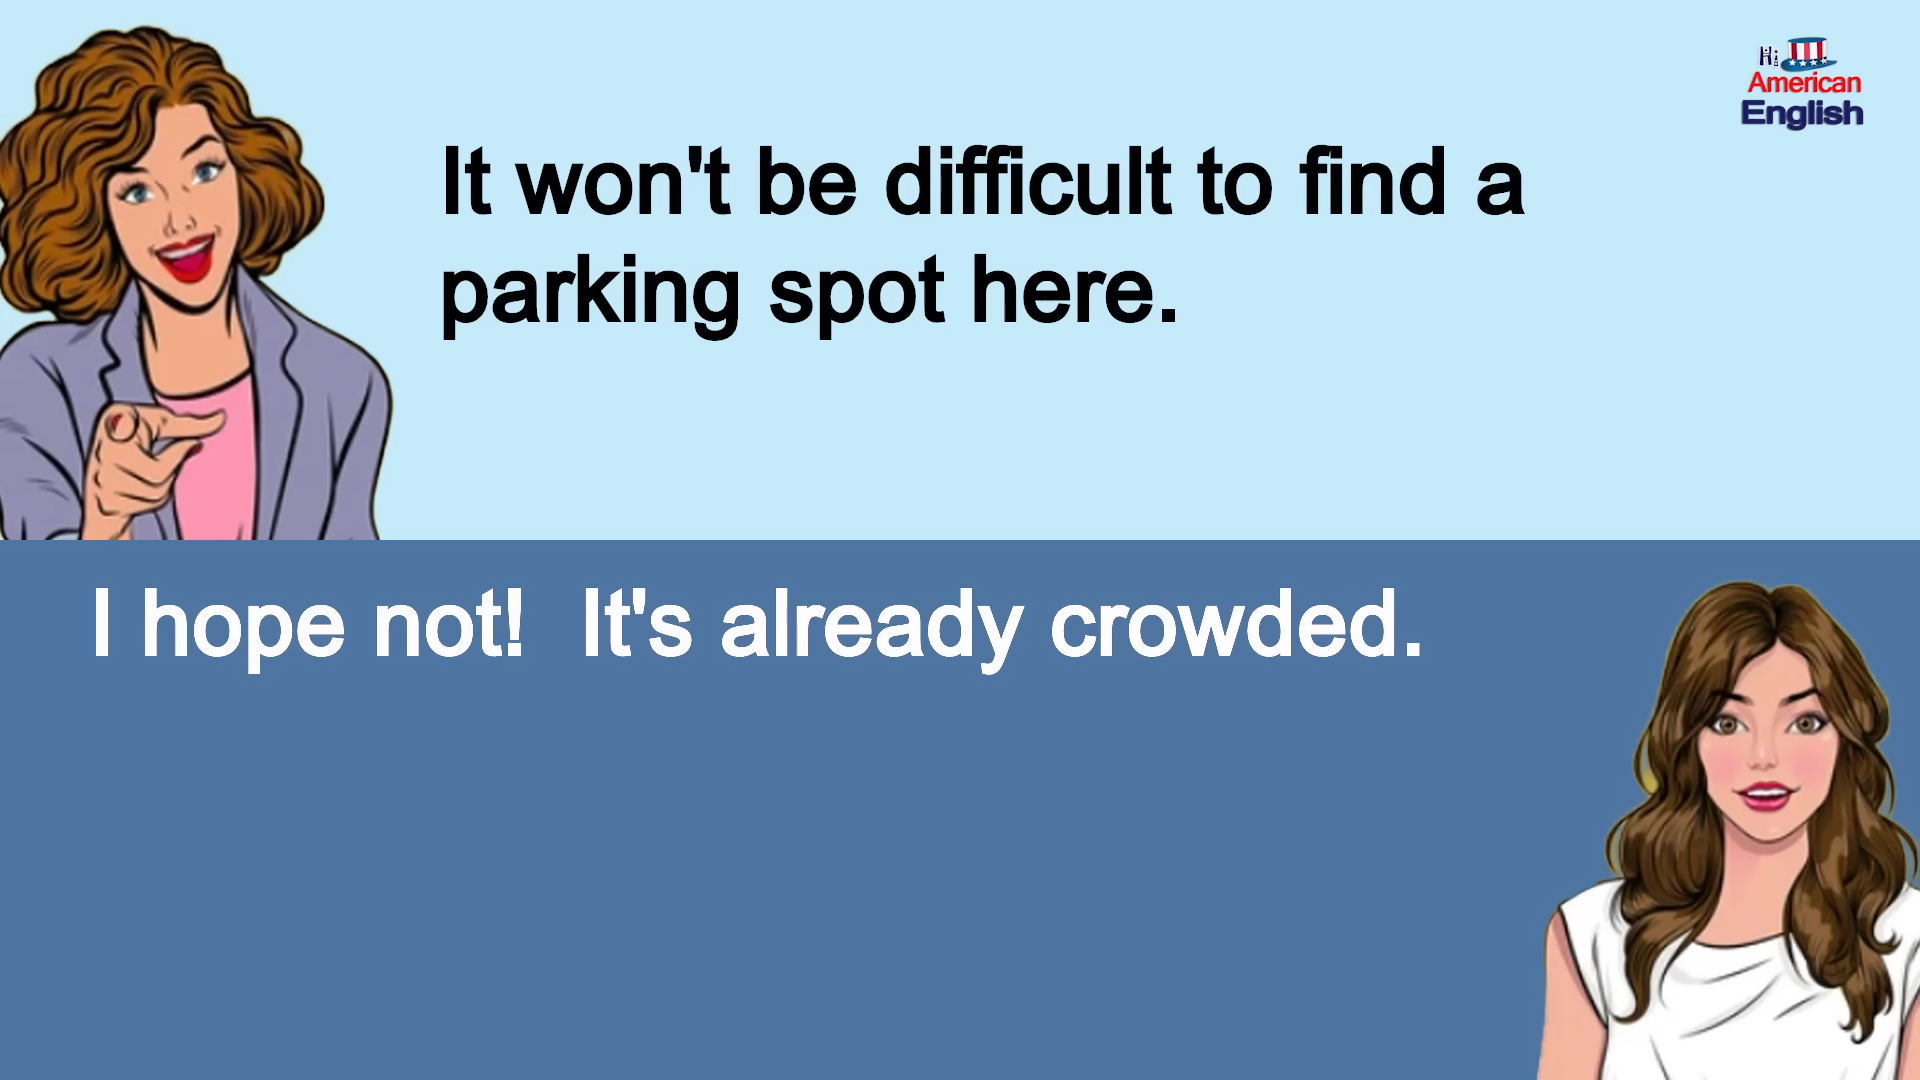 Hi
American
English
It won't be difficult to find a
parking spot here.
I hope not!  It's already crowded.